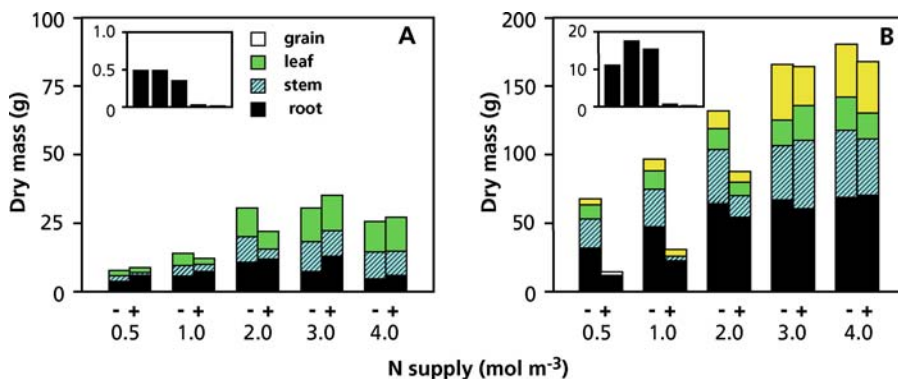 100
75
50
25
0
Dry mass (g)
1.0
0.5
0
grain
leaf
stem
root
A
- + - + - + - + - +
0.5 1.0 2.0 3.0 4.0
200
150
100
50
0
Dry mass (g)
20
10
0
B
- + - + - + - + - +
0.5 1.0 2.0 3.0 4.0
N supply (mol m⁻³)